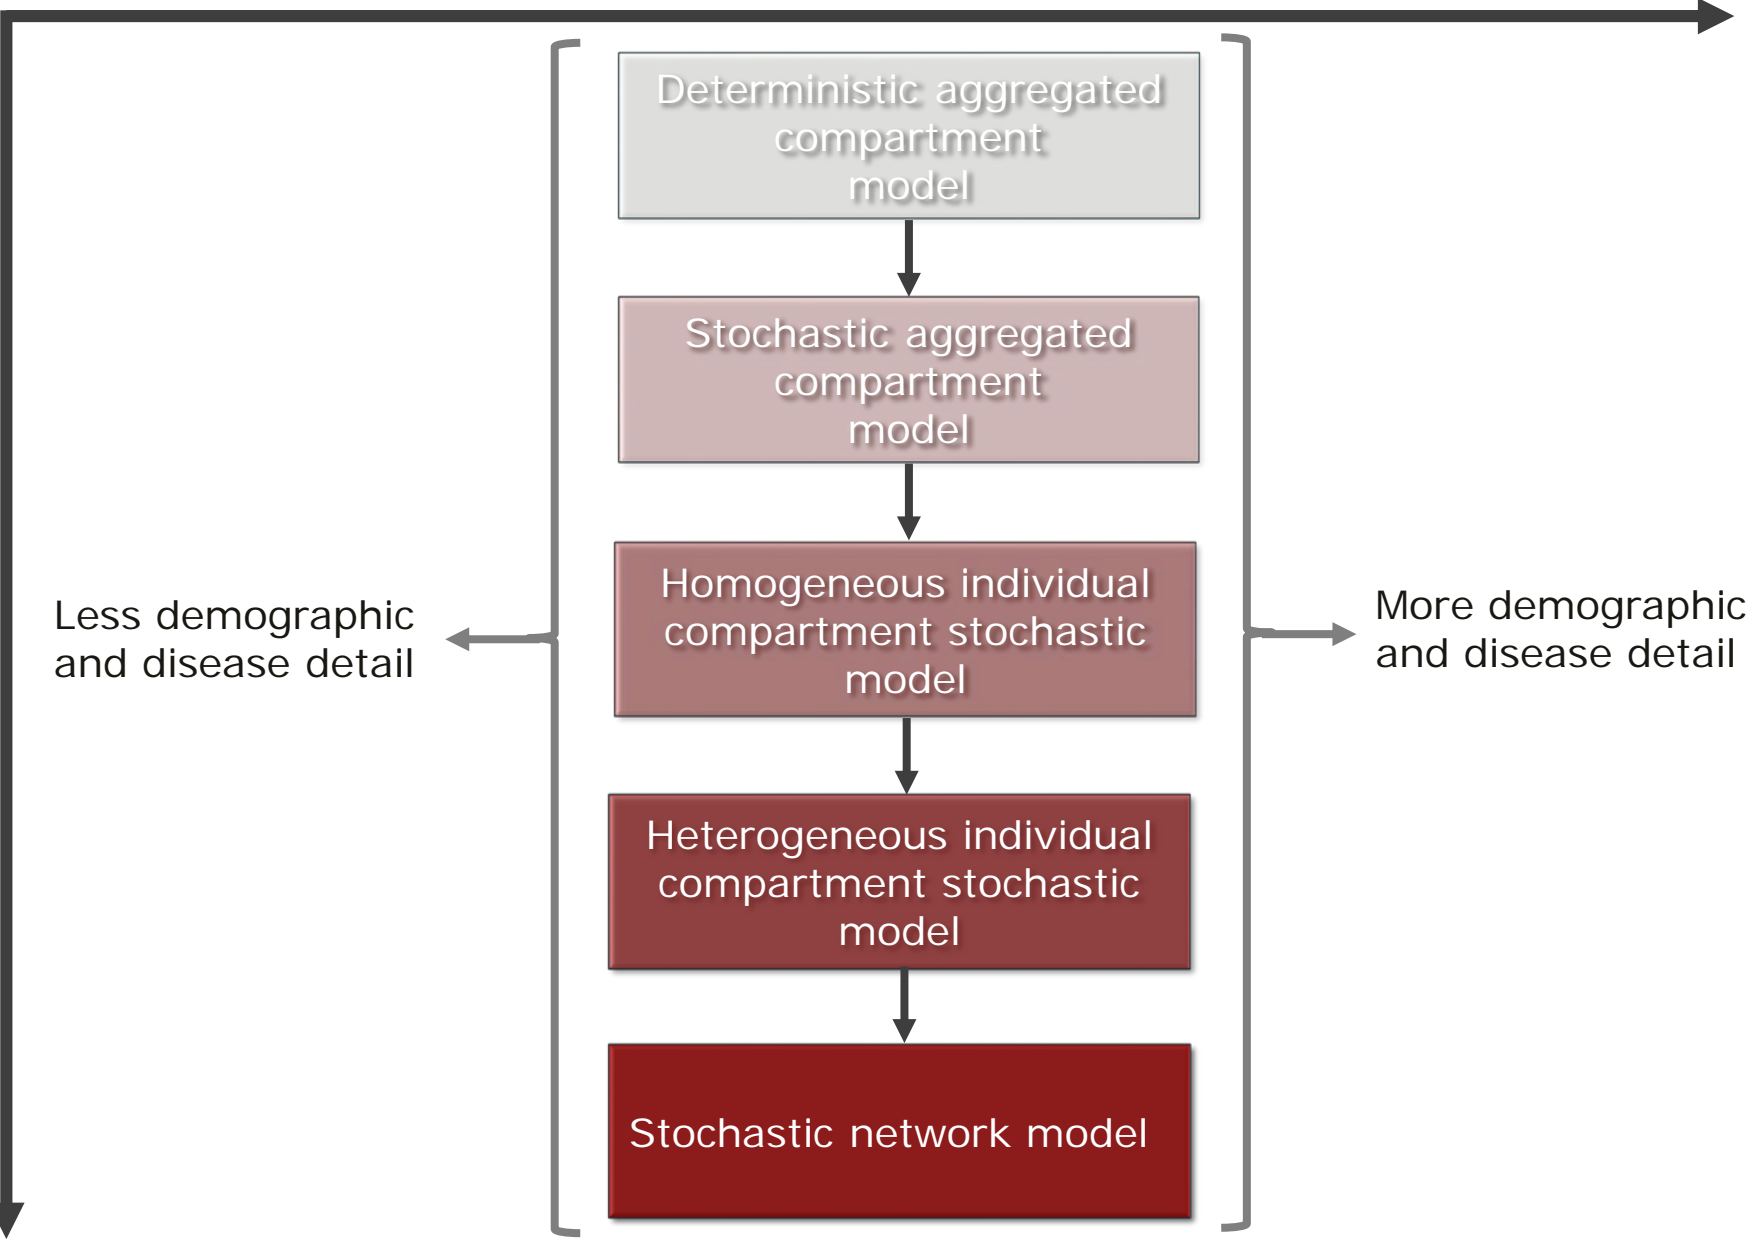 Deterministic aggregated
compartment
model
Stochastic aggregated
compartment
model
Homogeneous individual
compartment stochastic
model
Less demographic
and disease detail
More demographic
and disease detail
Heterogeneous individual
compartment stochastic
model
Stochastic network model